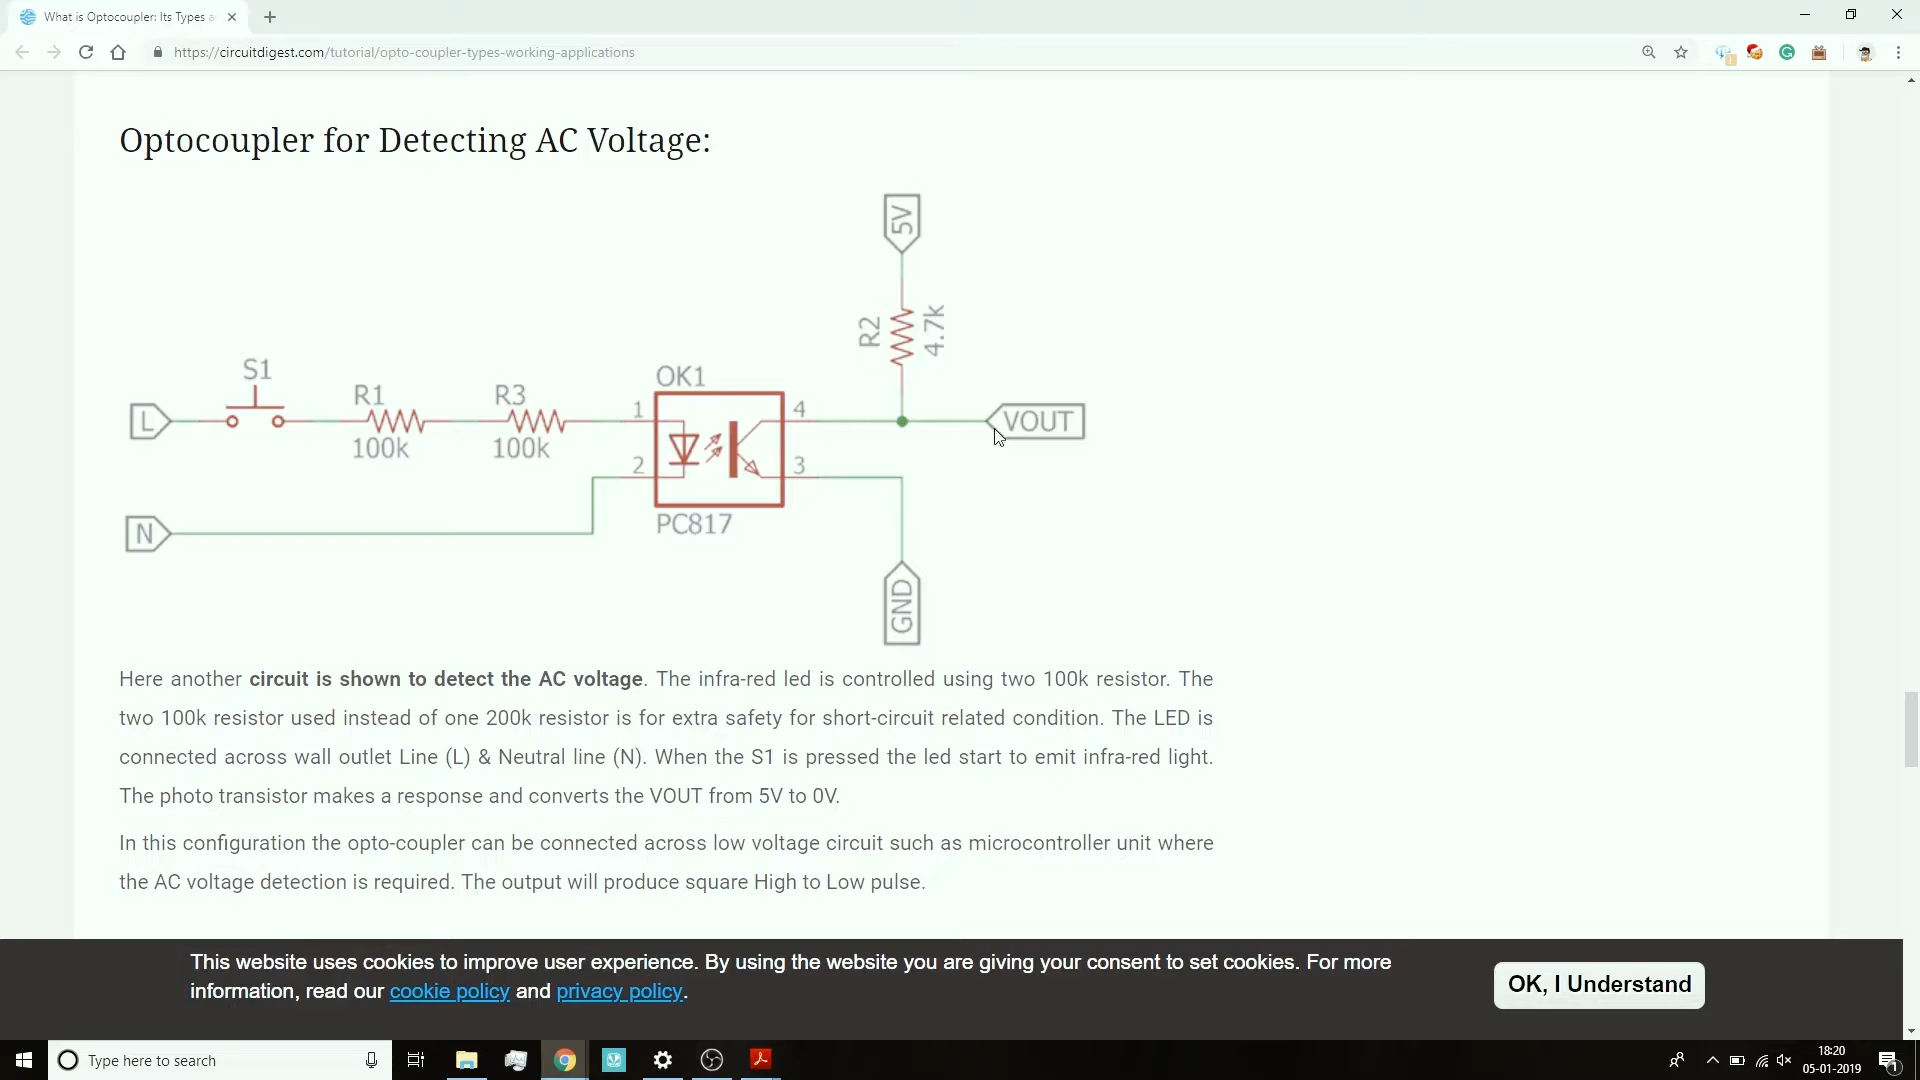 What is Optocoupler: Its Types a
https://circuitdigest.com/tutorial/opto-coupler-types-working-applications
Optocoupler for Detecting AC Voltage:
5V
R2
4.7k
S1
R1
R3
OK1
L
1
4
VOUT
100k
100k
2
3
N
PC817
GND
Here another circuit is shown to detect the AC voltage. The infra-red led is controlled using two 100k resistor. The
two 100k resistor used instead of one 200k resistor is for extra safety for short-circuit related condition. The LED is
connected across wall outlet Line (L) & Neutral line (N). When the S1 is pressed the led start to emit infra-red light.
The photo transistor makes a response and converts the VOUT from 5V to 0V.
In this configuration the opto-coupler can be connected across low voltage circuit such as microcontroller unit where
the AC voltage detection is required. The output will produce square High to Low pulse.
This website uses cookies to improve user experience. By using the website you are giving your consent to set cookies. For more
information, read our cookie policy and privacy policy.
OK, I Understand
Type here to search
18:20
05-01-2019
1